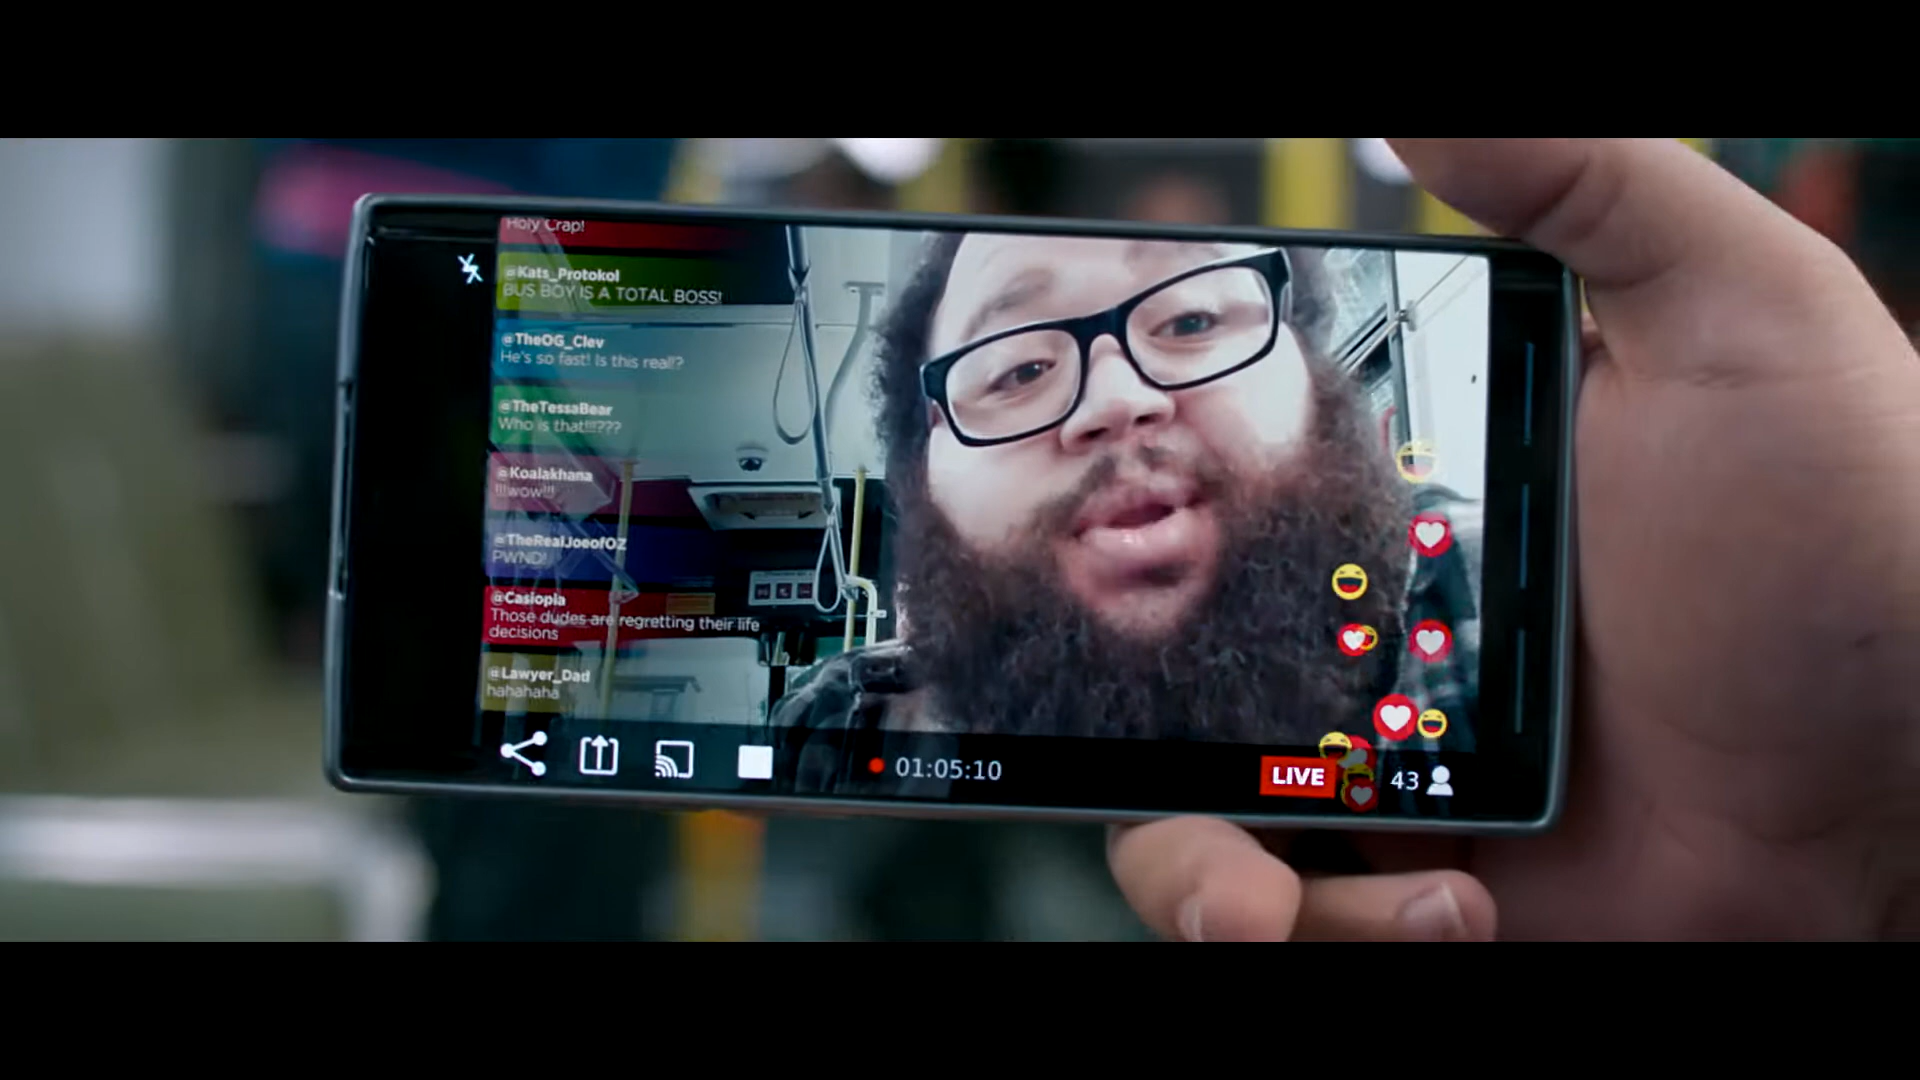 Holy Crap!
@Kats_Protokol
BUS BOY IS A TOTAL BOSS!
@TheOG_Clev
He's so fast! Is this real!?
@TheTessaBear
Who is that!!!???
@Koalakhana
!!!wow!!!
@TheRealJoeofOZ
PWND!
@Casiopia
Those dudes are regretting their life
decisions
@Lawyer_Dad
hahahaha
01:05:10
LIVE
43